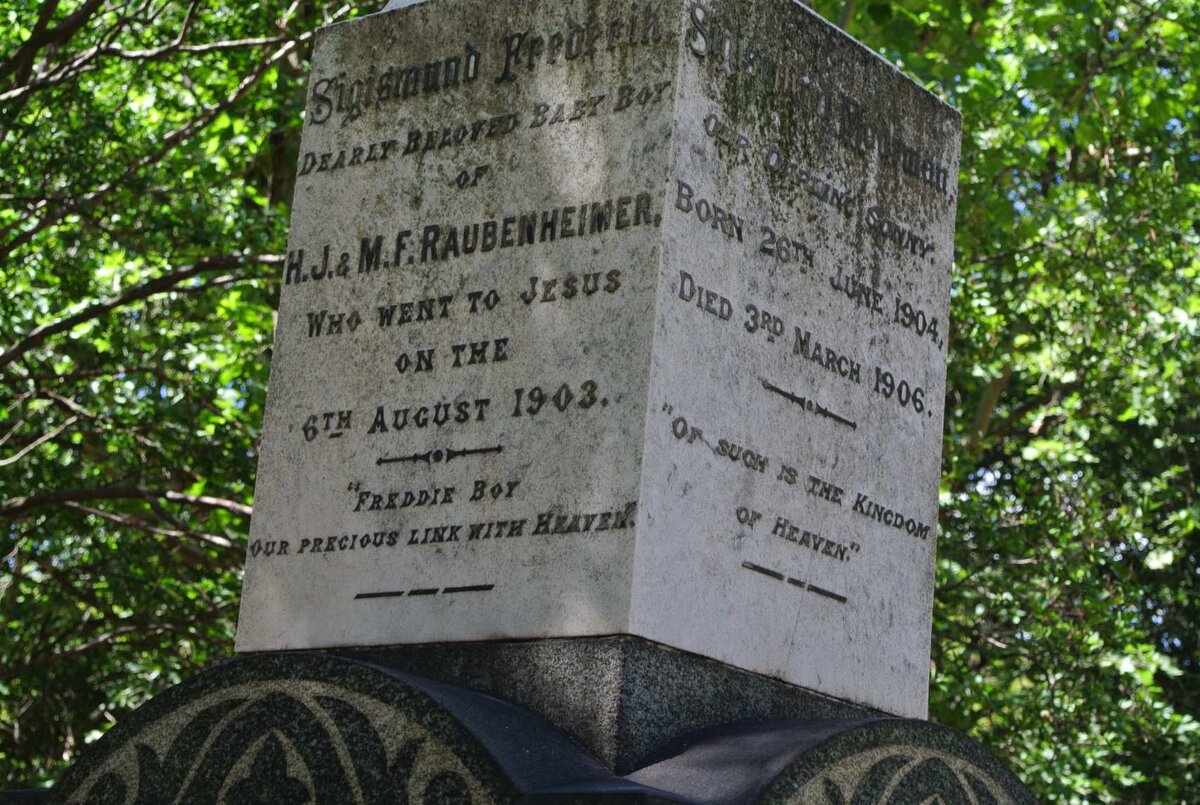 Sigismund Frederik
DEARLY BELOVED BABY BOY
OF
H.J. & M.F. RAUBENHEIMER,
WHO WENT TO JESUS
ON THE
6TH AUGUST 1903.
"FREDDIE BOY
OUR PRECIOUS LINK WITH HEAVEN".
OUR DARLING SONNY.
BORN 26TH JUNE 1904,
DIED 3RD MARCH 1906.
"OF SUCH IS THE KINGDOM
OF HEAVEN."